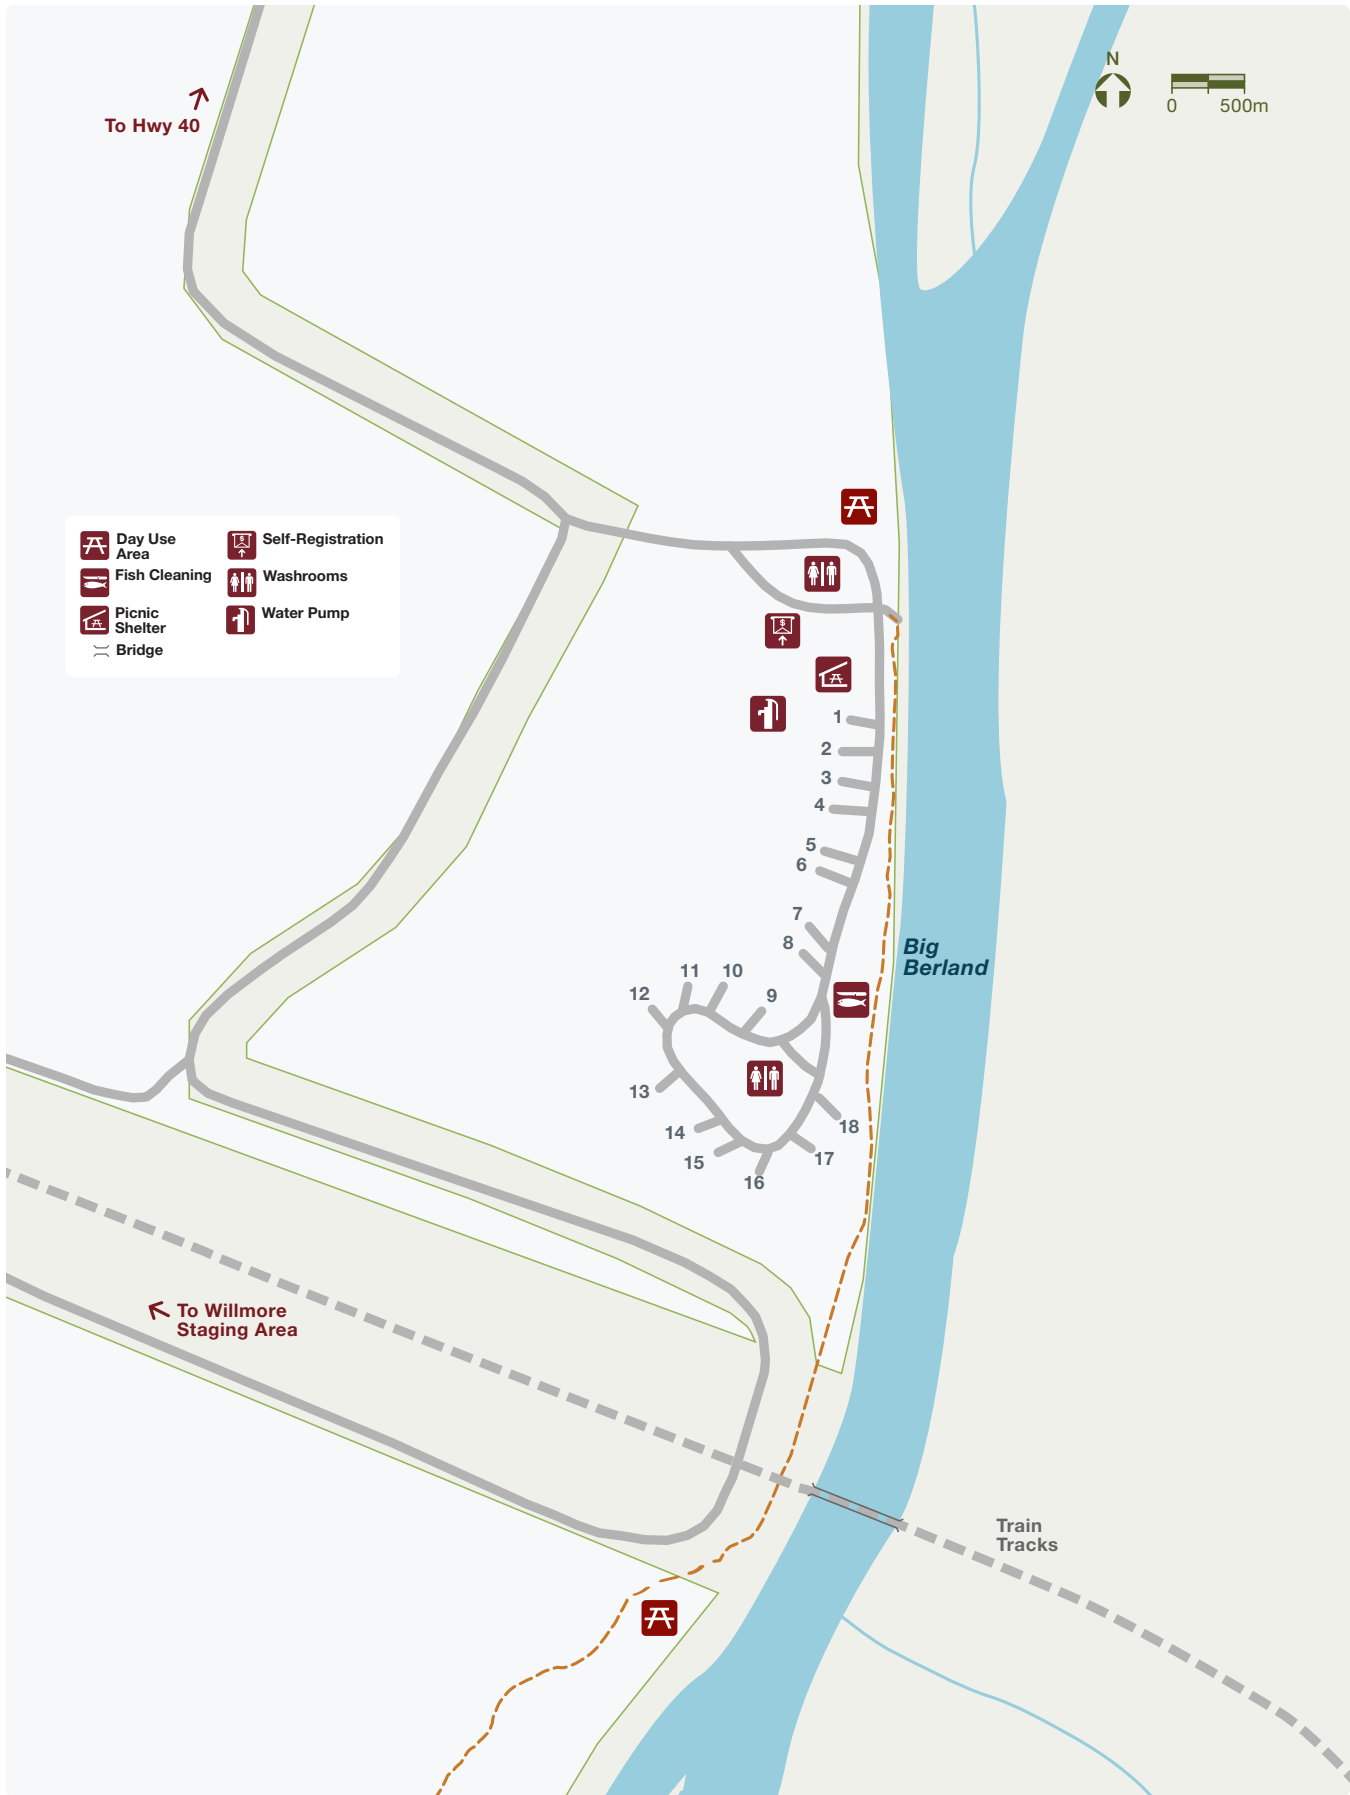 N
0 500m
To Hwy 40
Day Use
Area
Self-Registration
$
Fish Cleaning
Washrooms
Picnic
Shelter
Water Pump
Bridge
$
1
2
3
4
5
6
7
8
Big
Berland
9
10
11
12
13
14
15
16
17
18
To Willmore
Staging Area
Train
Tracks